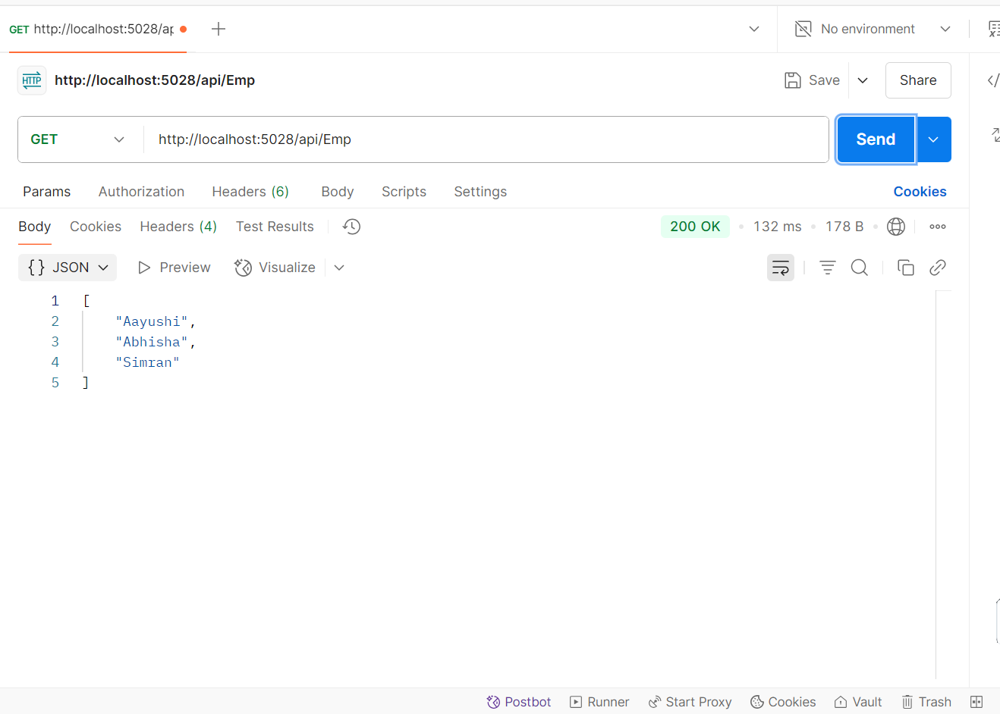 GET http://localhost:5028/ap
No environment
HTTP http://localhost:5028/api/Emp
Save
Share
GET
http://localhost:5028/api/Emp
Send
Params Authorization Headers (6) Body Scripts Settings Cookies
Body Cookies Headers (4) Test Results 200 OK 132 ms 178 B
{} JSON Preview Visualize
1 [
2 "Aayushi",
3 "Abhisha",
4 "Simran"
5 ]
Postbot Runner Start Proxy Cookies Vault Trash